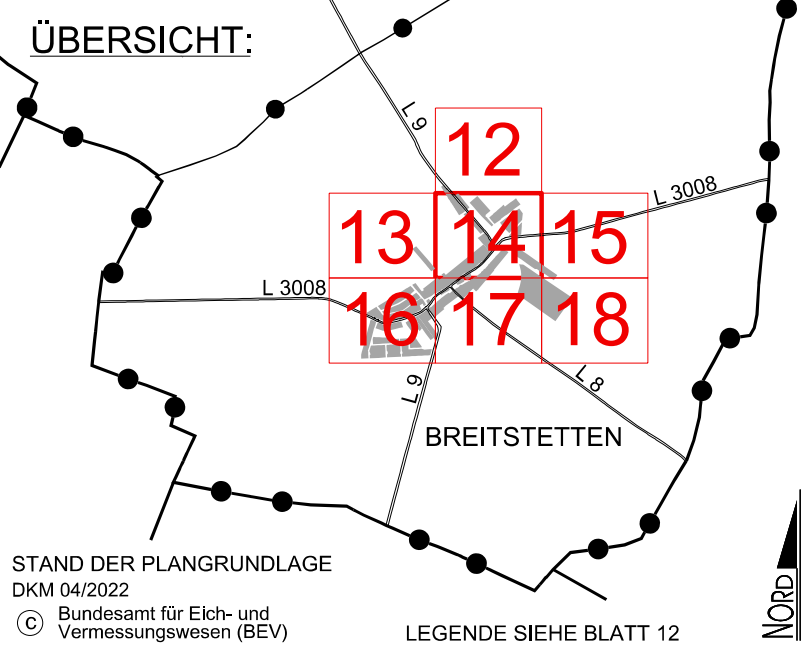 ÜBERSICHT:
L 9
12
L 3008
13
14
15
L 3008
16
17
18
L 9
L 8
BREITSTETTEN
STAND DER PLANGRUNDLAGE
DKM 04/2022
© Bundesamt für Eich- und
Vermessungswesen (BEV)
LEGENDE SIEHE BLATT 12
NORD